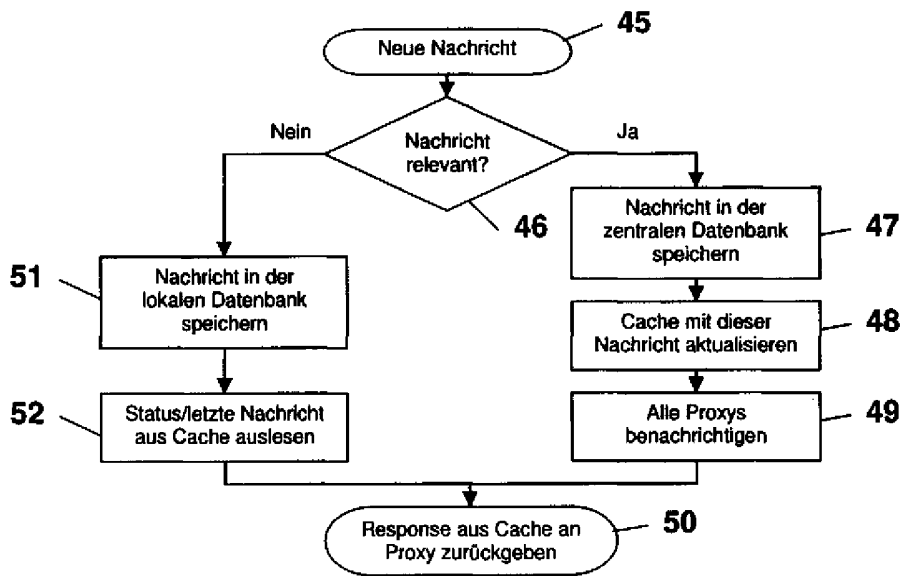 45
Neue Nachricht
Nein
Ja
Nachricht
relevant?
46
Nachricht in der
zentralen Datenbank
speichern
47
51
Nachricht in der
lokalen Datenbank
speichern
Cache mit dieser
Nachricht aktualisieren
48
52
Status/letzte Nachricht
aus Cache auslesen
Alle Proxys
benachrichtigen
49
Response aus Cache an
Proxy zurückgeben
50